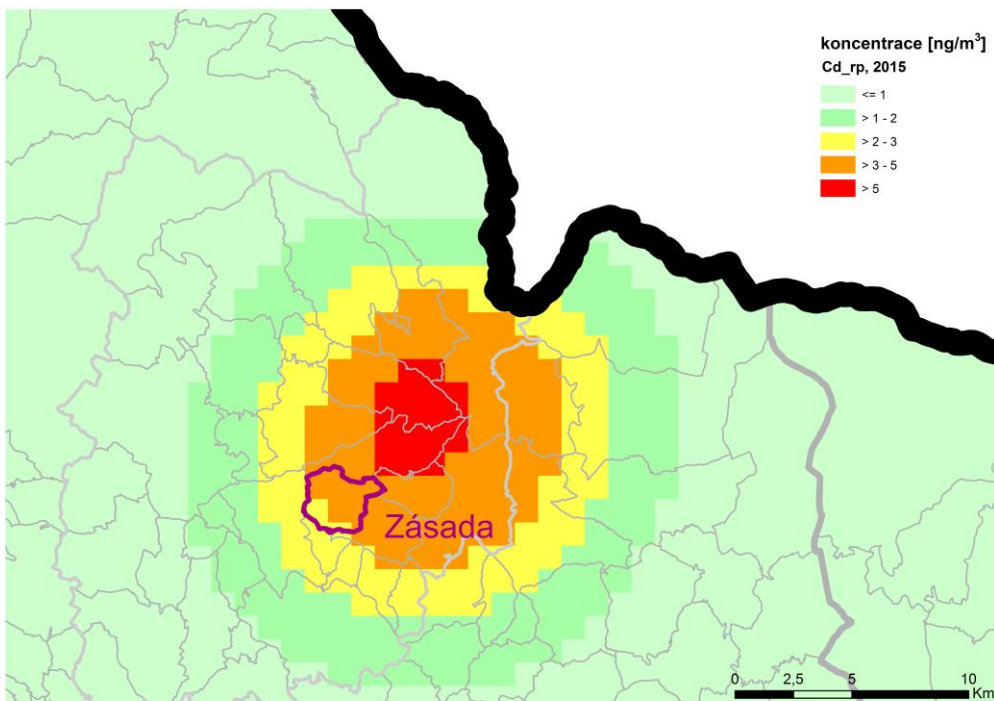 koncentrace [ng/m³]
Cd_rp, 2015
<= 1
> 1 - 2
> 2 - 3
> 3 - 5
> 5
Zásada
0 2,5 5 10
Km